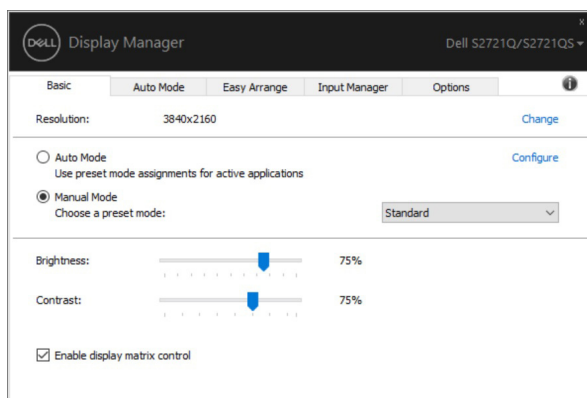 x
DELL Display Manager
Dell S2721Q/S2721QS
Basic Auto Mode Easy Arrange Input Manager Options
Resolution: 3840x2160 Change
Auto Mode Configure
Use preset mode assignments for active applications
Manual Mode
Choose a preset mode: Standard
Brightness: 75%
Contrast: 75%
Enable display matrix control